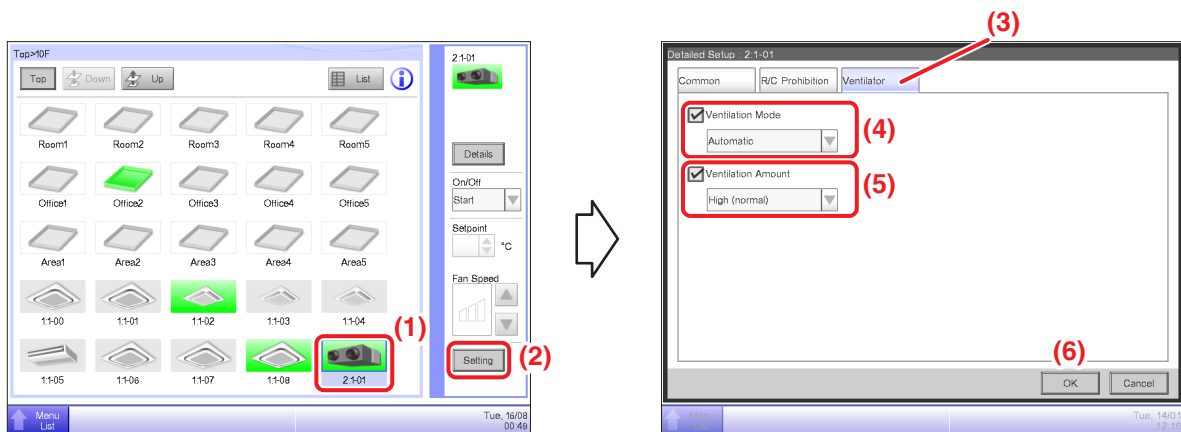 (3)
Top>10F
Top
Down
Up
List
2:1-01
Room1
Room2
Room3
Room4
Room5
Office1
Office2
Office3
Office4
Office5
Area1
Area2
Area3
Area4
Area5
1:1-00
1:1-01
1:1-02
1:1-03
1:1-04
(1)
1:1-05
1:1-06
1:1-07
1:1-08
2:1-01
Details
On/Off
Start
Setpoint
°C
Fan Speed
Setting
(2)
Menu
List
Tue, 16/08
00:49
Detailed Setup : 2:1-01
Common
R/C Prohibition
Ventilator
Ventilation Mode
Automatic
(4)
Ventilation Amount
High (normal)
(5)
(6)
OK
Cancel
Menu
List
Tue, 14/01
12:16